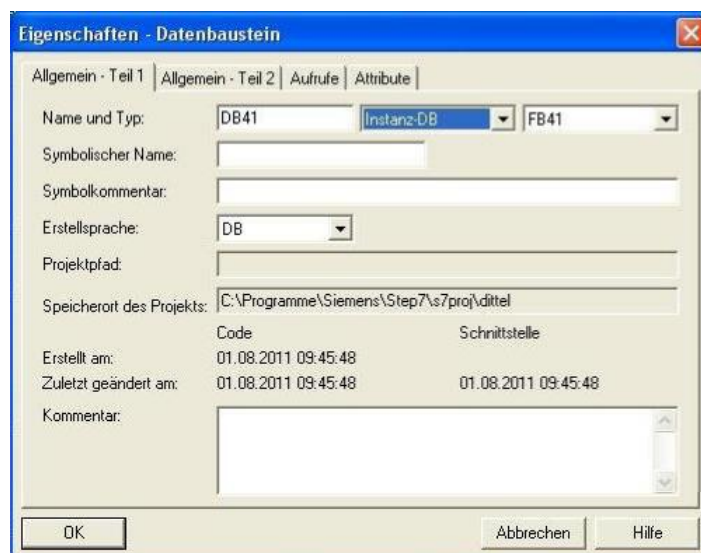 Eigenschaften - Datenbaustein
Allgemein - Teil 1 Allgemein - Teil 2 Aufrufe Attribute
Name und Typ: DB41 Instanz-DB FB41
Symbolischer Name:
Symbolkommentar:
Erstellsprache: DB
Projektpfad:
Speicherort des Projekts: C:\Programme\Siemens\Step7\s7proj\dittel
Code Schnittstelle
Erstellt am: 01.08.2011 09:45:48
Zuletzt geändert am: 01.08.2011 09:45:48 01.08.2011 09:45:48
Kommentar:
OK Abbrechen Hilfe